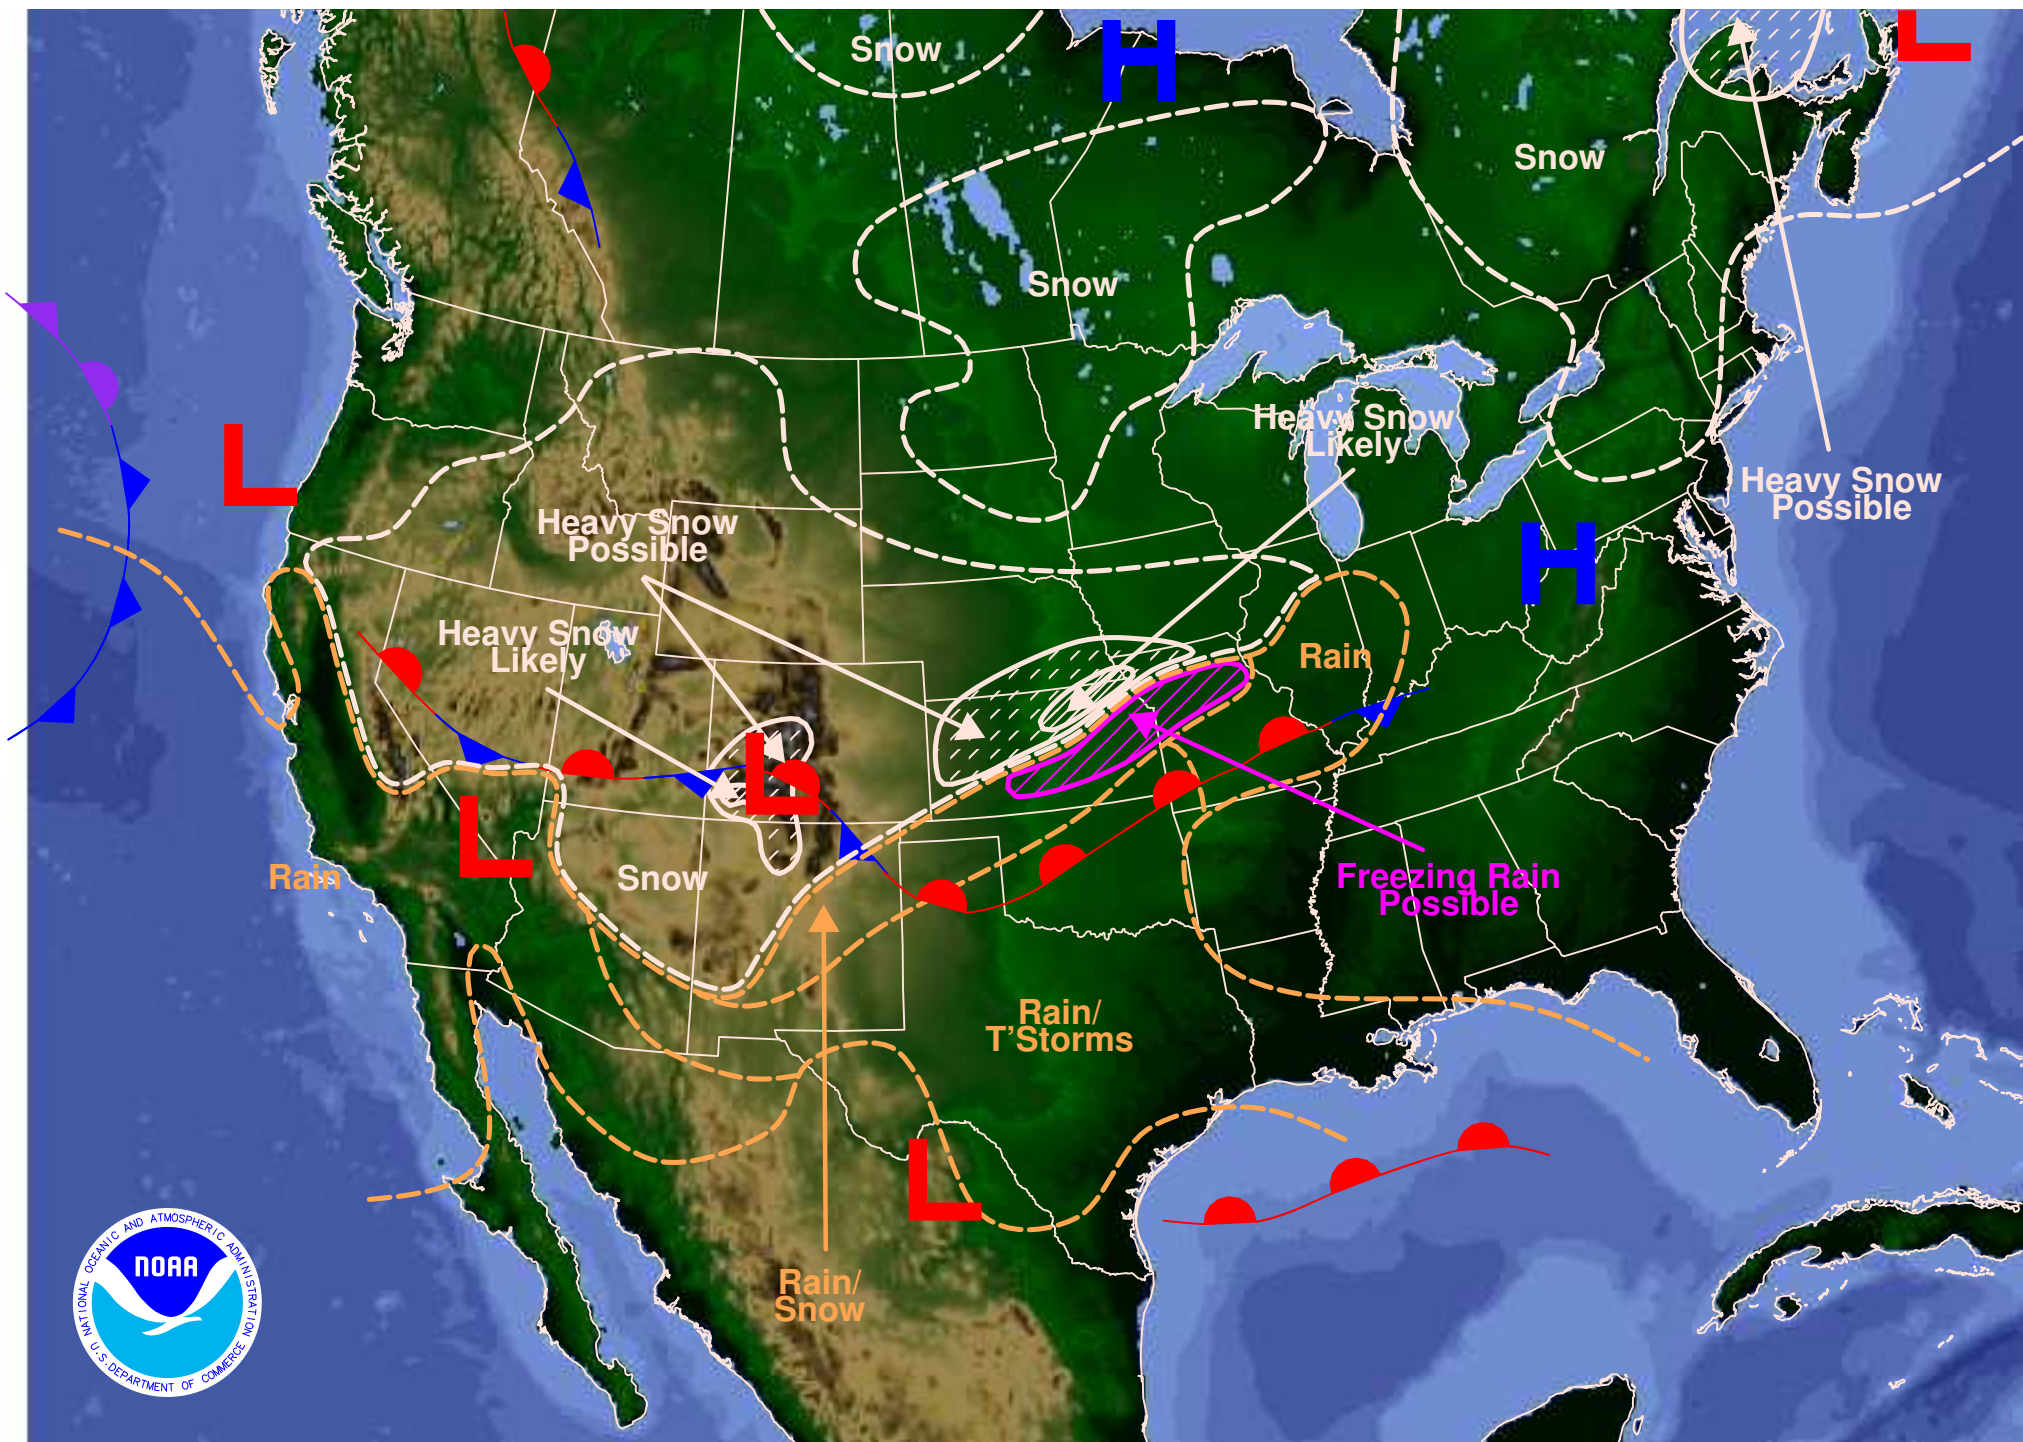 Snow
H
L
Snow
Snow
L
Heavy Snow
Likely
Heavy Snow
Possible
Heavy Snow
Possible
H
Heavy Snow
Likely
Rain
L
L
Rain
Snow
Freezing Rain
Possible
Rain/
T'Storms
L
Rain/
Snow
NATIONAL OCEANIC AND ATMOSPHERIC ADMINISTRATION
NOAA
U.S. DEPARTMENT OF COMMERCE